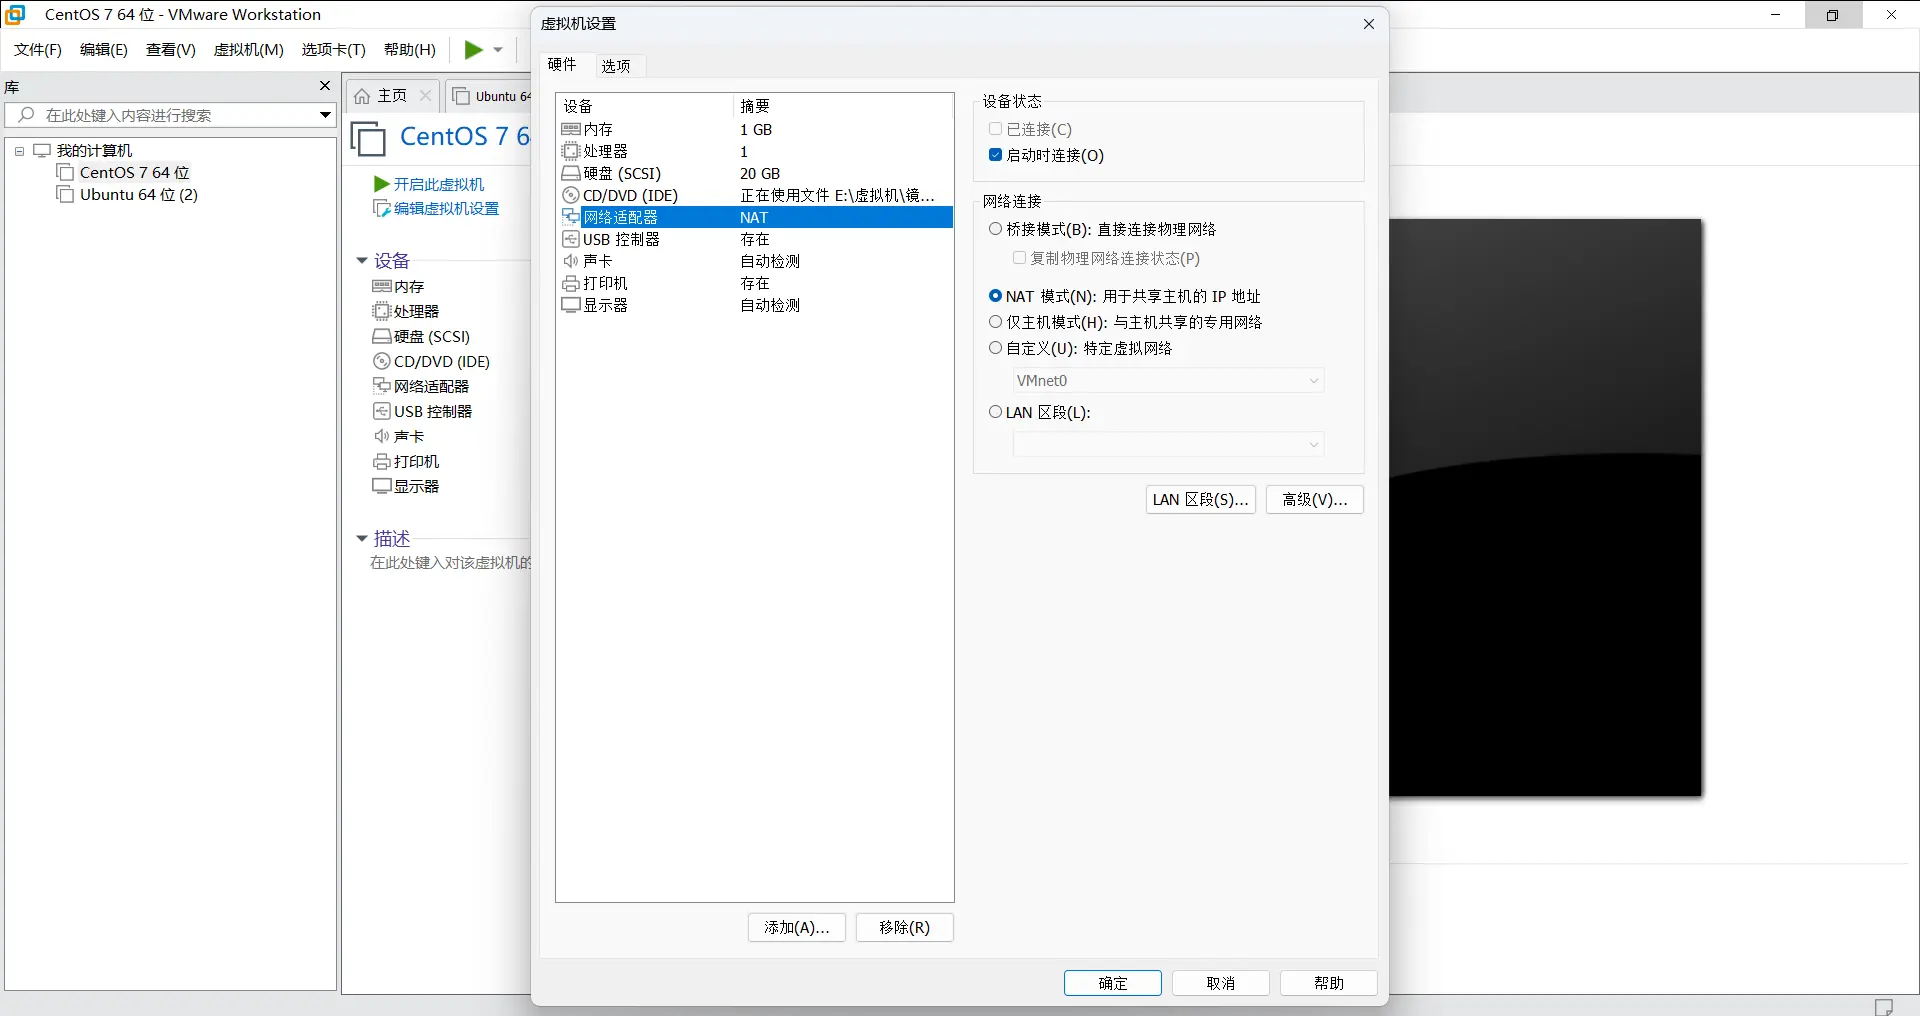 CentOS 7 64 位 - VMware Workstation
文件(F) 编辑(E) 查看(V) 虚拟机(M) 选项卡(T) 帮助(H)
库
在此处键入内容进行搜索
我的计算机
CentOS 7 64 位
Ubuntu 64 位 (2)
主页
Ubuntu 64
CentOS 7 6
开启此虚拟机
编辑虚拟机设置
设备
内存
处理器
硬盘 (SCSI)
CD/DVD (IDE)
网络适配器
USB 控制器
声卡
打印机
显示器
描述
在此处键入对该虚拟机的
虚拟机设置
硬件 选项
设备 摘要
内存 1 GB
处理器 1
硬盘 (SCSI) 20 GB
CD/DVD (IDE) 正在使用文件 E:\虚拟机\镜...
网络适配器 NAT
USB 控制器 存在
声卡 自动检测
打印机 存在
显示器 自动检测
添加(A)... 移除(R)
设备状态
已连接(C)
启动时连接(O)
网络连接
桥接模式(B): 直接连接物理网络
复制物理网络连接状态(P)
NAT 模式(N): 用于共享主机的 IP 地址
仅主机模式(H): 与主机共享的专用网络
自定义(U): 特定虚拟网络
VMnet0
LAN 区段(L):
LAN 区段(S)... 高级(V)...
确定 取消 帮助